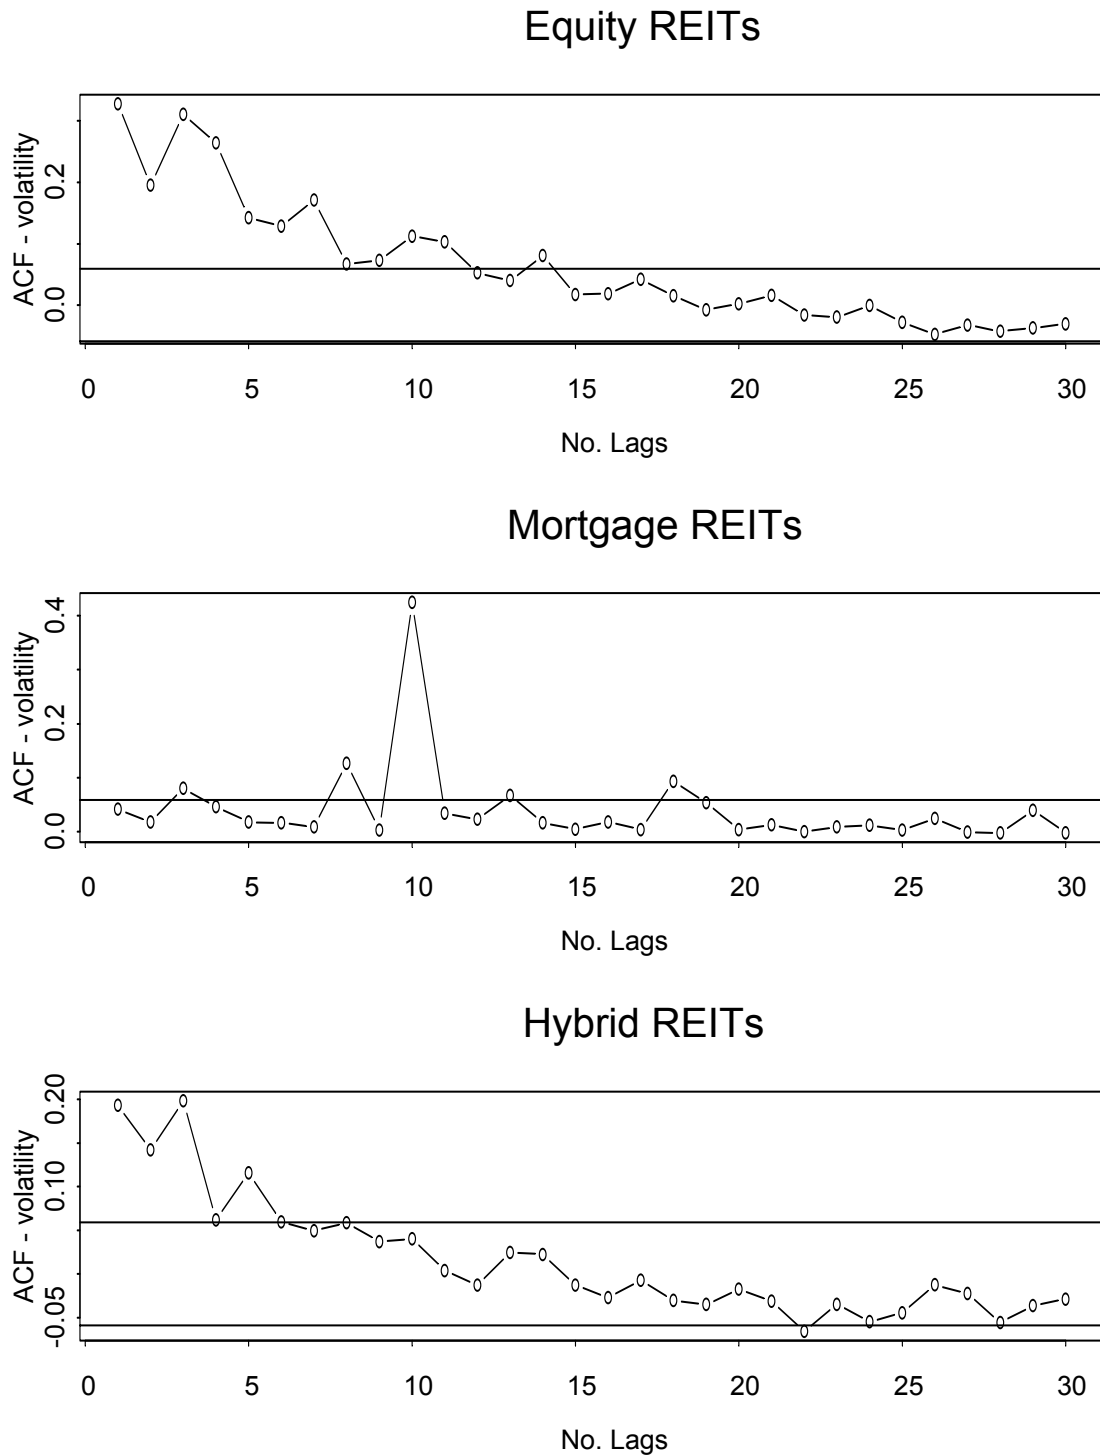 Equity REITs
ACF - volatility
0.2
0.0
0 5 10 15 20 25 30
No. Lags
Mortgage REITs
ACF - volatility
0.4
0.2
0.0
0 5 10 15 20 25 30
No. Lags
Hybrid REITs
ACF - volatility
0.20
0.10
-0.05
0 5 10 15 20 25 30
No. Lags